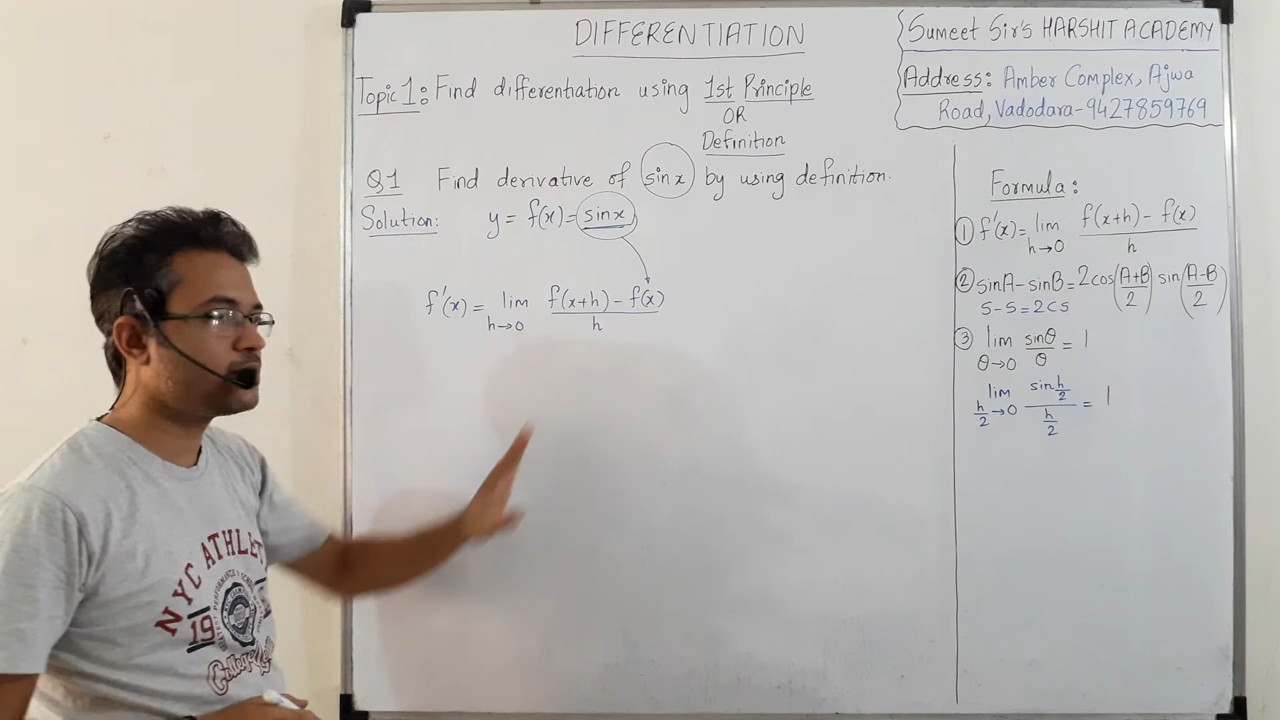 DIFFERENTIATION
Topic 1: Find differentiation using 1st Principle
OR
Definition
Q1 Find derivative of sinx by using definition.
Solution: y = f(x) = sinx
f'(x) = lim h→0 f(x+h) - f(x) / h
Sumeet Sir's HARSHIT ACADEMY
Address: Amber Complex, Ajwa
Road, Vadodara-9427859769
Formula:
① f'(x) = lim h→0 f(x+h) - f(x) / h
② sinA - sinB = 2cos(A+B/2) sin(A-B/2)
S-S = 2CS
③ lim θ→0 sinθ/θ = 1
lim h/2→0 sin h/2 / h/2 = 1
NYC ATHLE
19